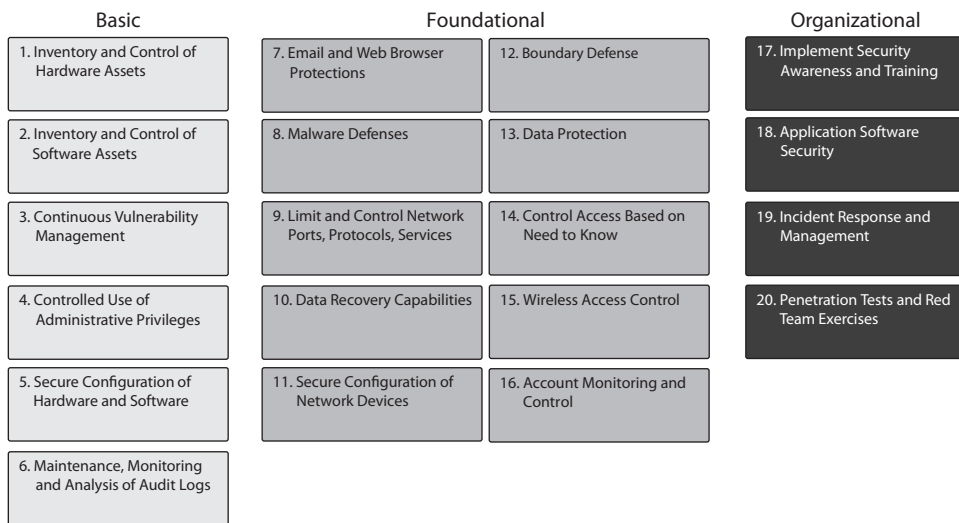 Basic
Foundational
Organizational
1. Inventory and Control of
Hardware Assets
2. Inventory and Control of
Software Assets
3. Continuous Vulnerability
Management
4. Controlled Use of
Administrative Privileges
5. Secure Configuration of
Hardware and Software
6. Maintenance, Monitoring
and Analysis of Audit Logs
7. Email and Web Browser
Protections
8. Malware Defenses
9. Limit and Control Network
Ports, Protocols, Services
10. Data Recovery Capabilities
11. Secure Configuration of
Network Devices
12. Boundary Defense
13. Data Protection
14. Control Access Based on
Need to Know
15. Wireless Access Control
16. Account Monitoring and
Control
17. Implement Security
Awareness and Training
18. Application Software
Security
19. Incident Response and
Management
20. Penetration Tests and Red
Team Exercises